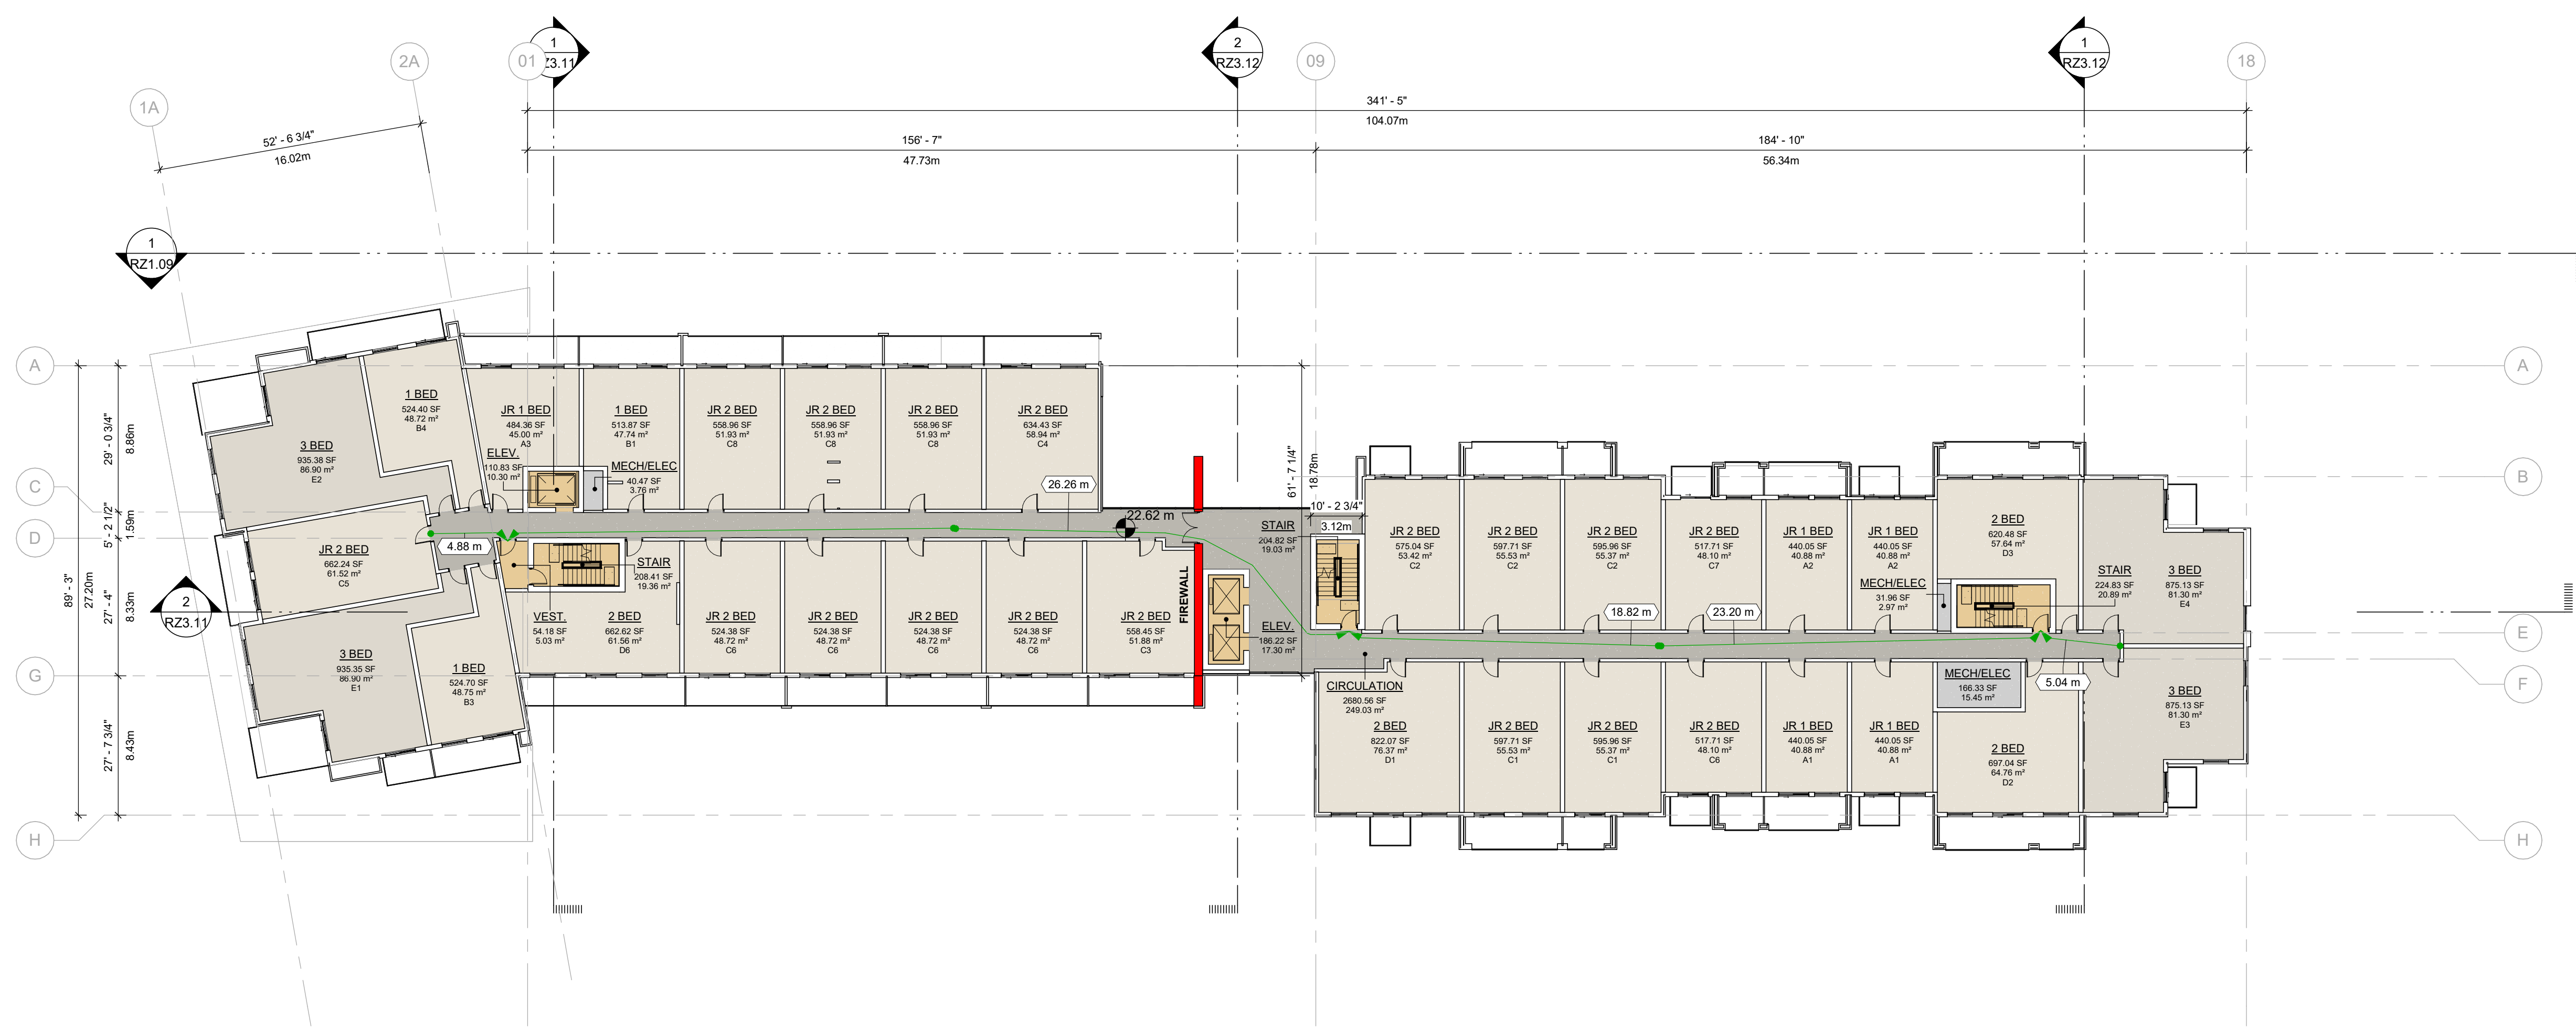 1
RZ3.11
2
RZ3.12
1
RZ3.12
1A
2A
01
09
18
341' - 5"
104.07m
52' - 6 3/4"
16.02m
156' - 7"
47.73m
184' - 10"
56.34m
1
RZ1.09
A
C
D
G
H
A
B
E
F
H
2
RZ3.11
89' - 3"
27.20m
29' - 0 3/4"
8.86m
5' - 2 1/2"
1.59m
27' - 4"
8.33m
27' - 7 3/4"
8.43m
3 BED
935.38 SF
86.90 m²
E2
1 BED
524.40 SF
48.72 m²
B4
JR 1 BED
484.36 SF
45.00 m²
A3
1 BED
513.87 SF
47.74 m²
B1
JR 2 BED
558.96 SF
51.93 m²
C8
JR 2 BED
558.96 SF
51.93 m²
C8
JR 2 BED
558.96 SF
51.93 m²
C8
JR 2 BED
634.43 SF
58.94 m²
C4
ELEV.
110.83 SF
10.30 m²
MECH/ELEC
40.47 SF
3.76 m²
26.26 m
22.62 m
4.88 m
JR 2 BED
662.24 SF
61.52 m²
C5
3 BED
935.35 SF
86.90 m²
E1
1 BED
524.70 SF
48.75 m²
B3
STAIR
208.41 SF
19.36 m²
VEST.
54.18 SF
5.03 m²
2 BED
662.62 SF
61.56 m²
D6
JR 2 BED
524.38 SF
48.72 m²
C6
JR 2 BED
524.38 SF
48.72 m²
C6
JR 2 BED
524.38 SF
48.72 m²
C6
JR 2 BED
524.38 SF
48.72 m²
C6
JR 2 BED
558.45 SF
51.88 m²
C3
FIREWALL
61' - 7 1/4"
18.78m
10' - 2 3/4"
3.12m
STAIR
204.82 SF
19.03 m²
ELEV.
186.22 SF
17.30 m²
CIRCULATION
2680.56 SF
249.03 m²
JR 2 BED
575.04 SF
53.42 m²
C2
JR 2 BED
597.71 SF
55.53 m²
C2
JR 2 BED
595.96 SF
55.37 m²
C2
JR 2 BED
517.71 SF
48.10 m²
C7
JR 1 BED
440.05 SF
40.88 m²
A2
JR 1 BED
440.05 SF
40.88 m²
A2
2 BED
620.48 SF
57.64 m²
D3
3 BED
875.13 SF
81.30 m²
E4
STAIR
224.83 SF
20.89 m²
MECH/ELEC
31.96 SF
2.97 m²
18.82 m
23.20 m
5.04 m
2 BED
822.07 SF
76.37 m²
D1
JR 2 BED
597.71 SF
55.53 m²
C1
JR 2 BED
595.96 SF
55.37 m²
C1
JR 2 BED
517.71 SF
48.10 m²
C6
JR 1 BED
440.05 SF
40.88 m²
A1
JR 1 BED
440.05 SF
40.88 m²
A1
MECH/ELEC
166.33 SF
15.45 m²
2 BED
697.04 SF
64.76 m²
D2
3 BED
875.13 SF
81.30 m²
E3